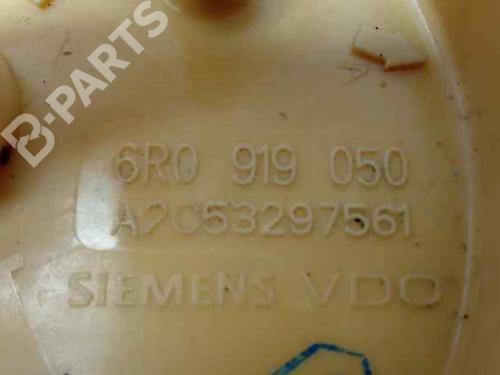 B-PARTS
6R0 919 050
A2C53297561
SIEMENS VDO